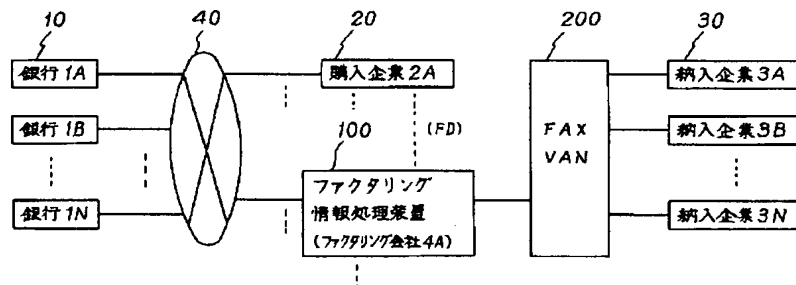 10
40
20
200
30
銀行1A
購入企業2A
納入企業3A
銀行1B
100
(FD)
FAX
VAN
納入企業3B
銀行1N
ファクタリング
情報処理装置
(ファクタリング会社4A)
納入企業3N